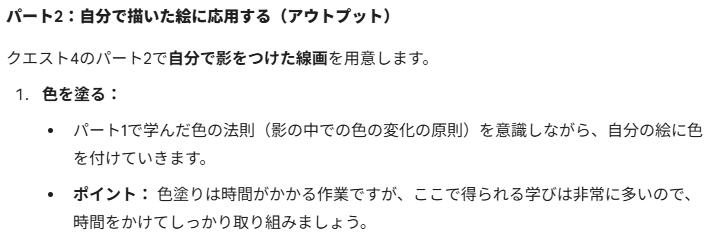 パート2：自分で描いた絵に応用する（アウトプット）
クエスト4のパート2で自分で影をつけた線画を用意します。
1. 色を塗る：
• パート1で学んだ色の法則（影の中での色の変化の原則）を意識しながら、自分の絵に色
を付けていきます。
• ポイント： 色塗りは時間がかかる作業ですが、ここで得られる学びは非常に多いので、
時間をかけてしっかり取り組みましょう。